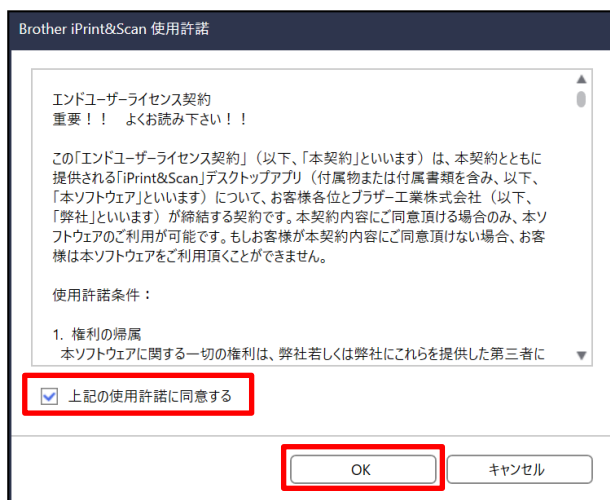 Brother iPrint&Scan 使用許諾
エンドユーザーライセンス契約
重要！！　よくお読み下さい！！
この「エンドユーザーライセンス契約」（以下、「本契約」といいます）は、本契約とともに
提供される「iPrint&Scan」デスクトップアプリ（付属物または付属書類を含み、以下、
「本ソフトウェア」といいます）について、お客様各位とブラザー工業株式会社（以下、
「弊社」といいます）が締結する契約です。本契約内容にご同意頂ける場合のみ、本ソ
フトウェアのご利用が可能です。もしお客様が本契約内容にご同意頂けない場合、お客
様は本ソフトウェアをご利用頂くことができません。
使用許諾条件：
1. 権利の帰属
本ソフトウェアに関する一切の権利は、弊社若しくは弊社にこれらを提供した第三者に
上記の使用許諾に同意する
OK
キャンセル